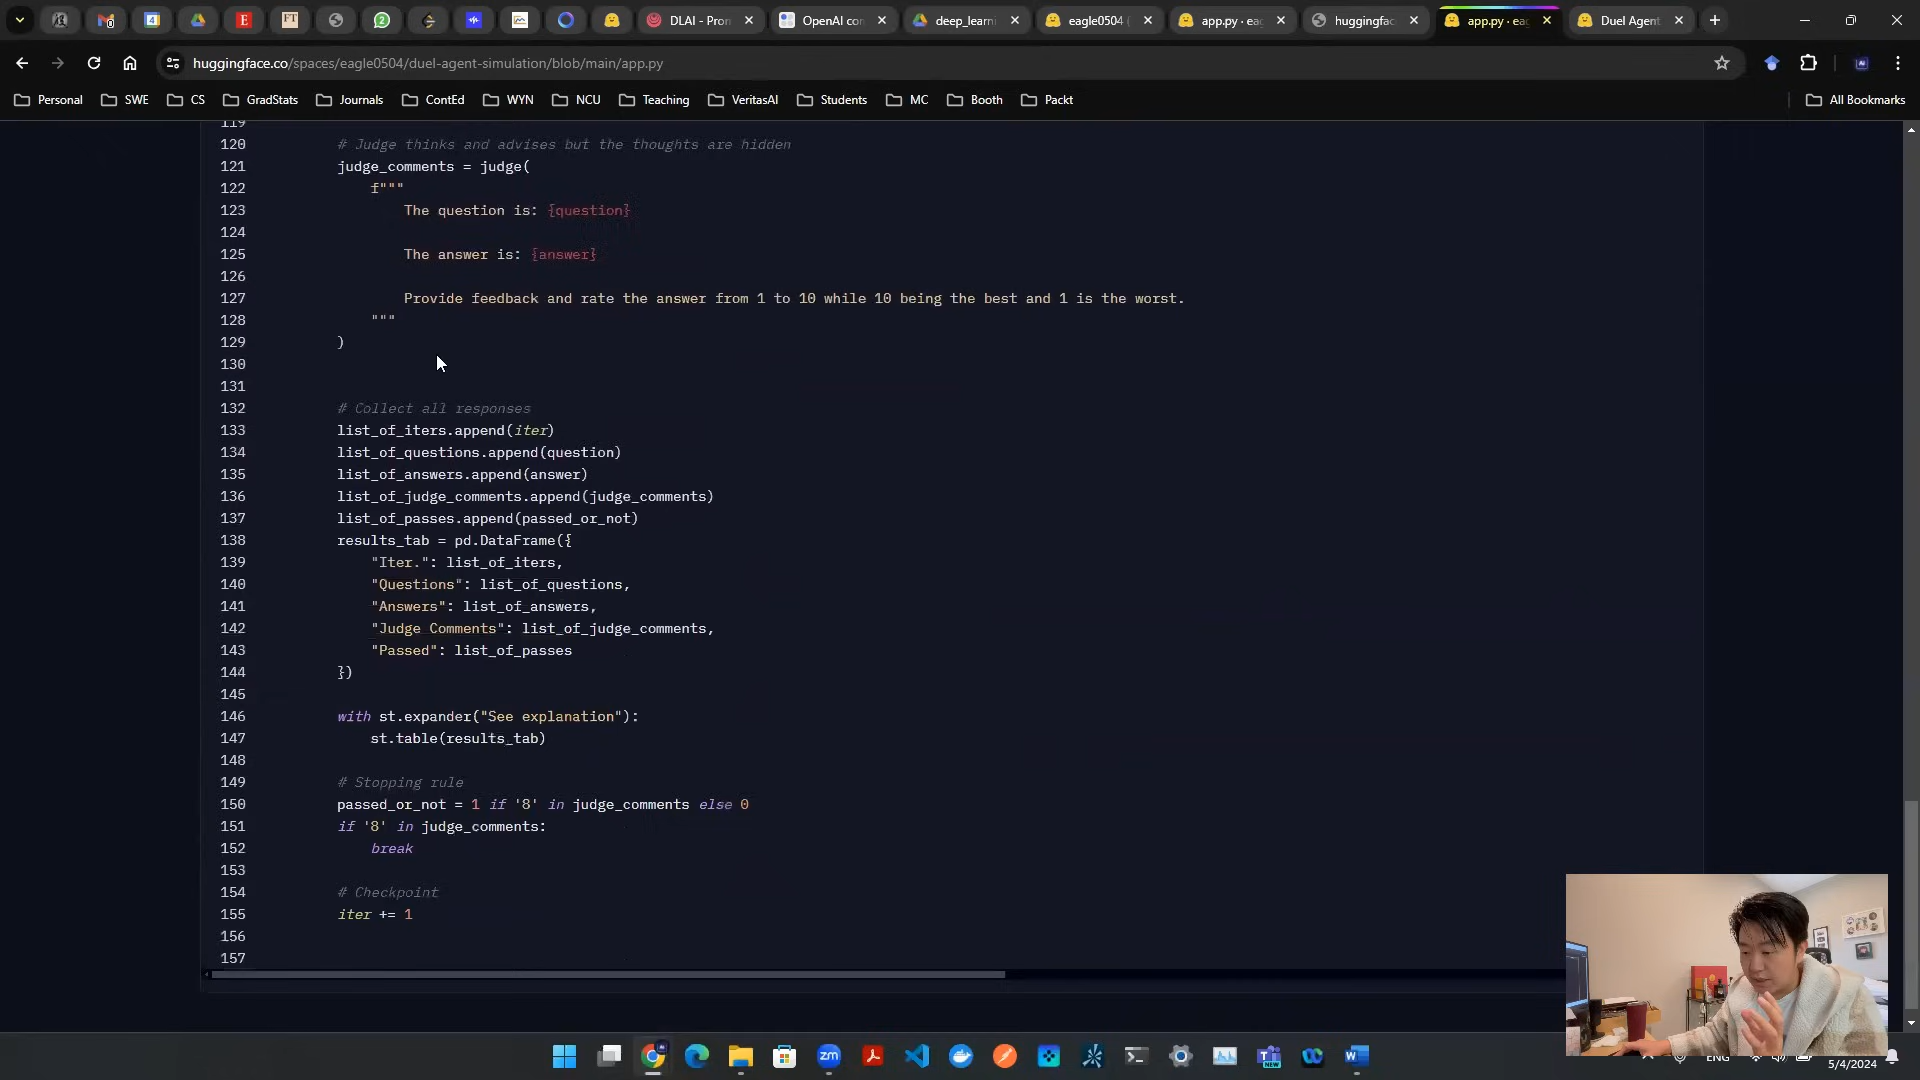 DLAI - Pron
OpenAI con
deep_learni
eagle0504 (
app.py · ea
huggingfac
app.py · ea
Duel Agent
huggingface.co/spaces/eagle0504/duel-agent-simulation/blob/main/app.py
Personal
SWE
CS
GradStats
Journals
ContEd
WYN
NCU
Teaching
VeritasAI
Students
MC
Booth
Packt
All Bookmarks
119
120 # Judge thinks and advises but the thoughts are hidden
121 judge_comments = judge(
122 f"""
123 The question is: {question}
124
125 The answer is: {answer}
126
127 Provide feedback and rate the answer from 1 to 10 while 10 being the best and 1 is the worst.
128 """
129 )
130
131
132 # Collect all responses
133 list_of_iters.append(iter)
134 list_of_questions.append(question)
135 list_of_answers.append(answer)
136 list_of_judge_comments.append(judge_comments)
137 list_of_passes.append(passed_or_not)
138 results_tab = pd.DataFrame({
139 "Iter.": list_of_iters,
140 "Questions": list_of_questions,
141 "Answers": list_of_answers,
142 "Judge Comments": list_of_judge_comments,
143 "Passed": list_of_passes
144 })
145
146 with st.expander("See explanation"):
147 st.table(results_tab)
148
149 # Stopping rule
150 passed_or_not = 1 if '8' in judge_comments else 0
151 if '8' in judge_comments:
152 break
153
154 # Checkpoint
155 iter += 1
156
157
ENG
5/4/2024